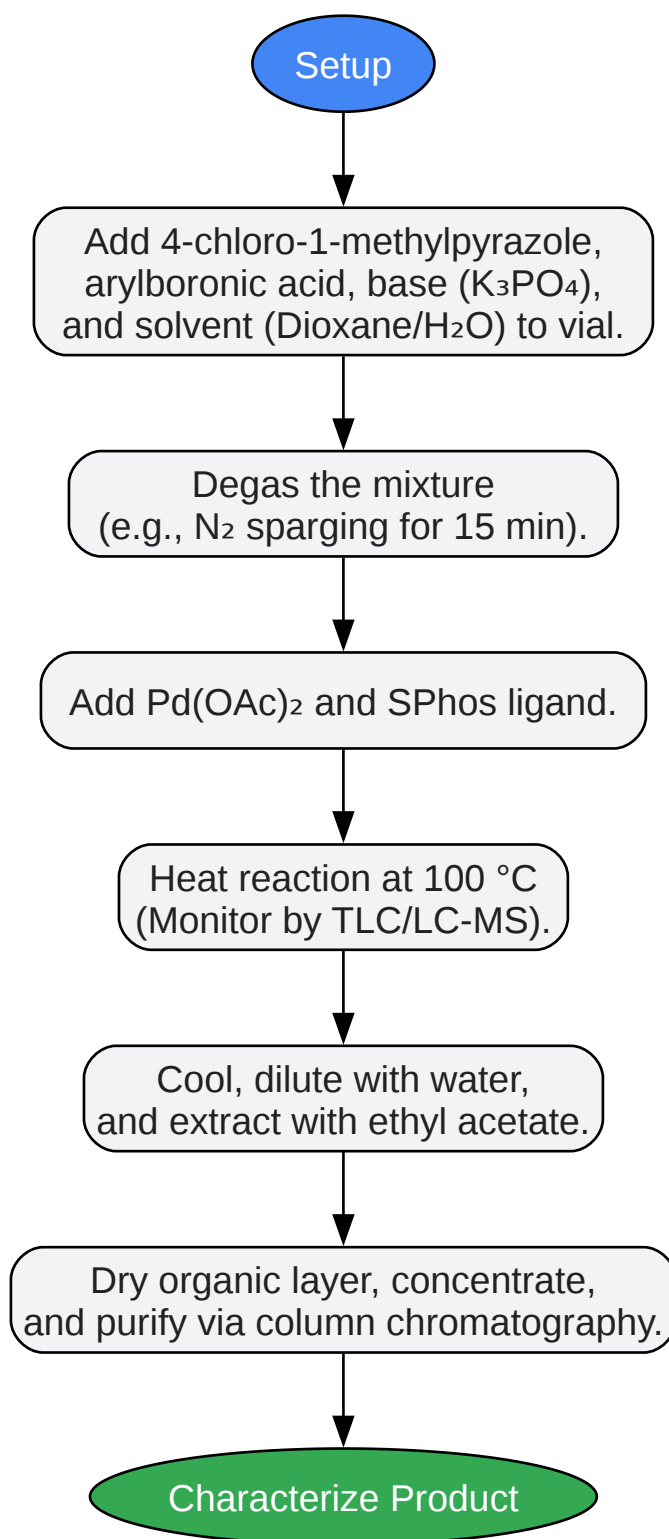 Setup
Add 4-chloro-1-methylpyrazole,
arylboronic acid, base (K₃PO₄),
and solvent (Dioxane/H₂O) to vial.
Degas the mixture
(e.g., N₂ sparging for 15 min).
Add Pd(OAc)₂ and SPhos ligand.
Heat reaction at 100 °C
(Monitor by TLC/LC-MS).
Cool, dilute with water,
and extract with ethyl acetate.
Dry organic layer, concentrate,
and purify via column chromatography.
Characterize Product